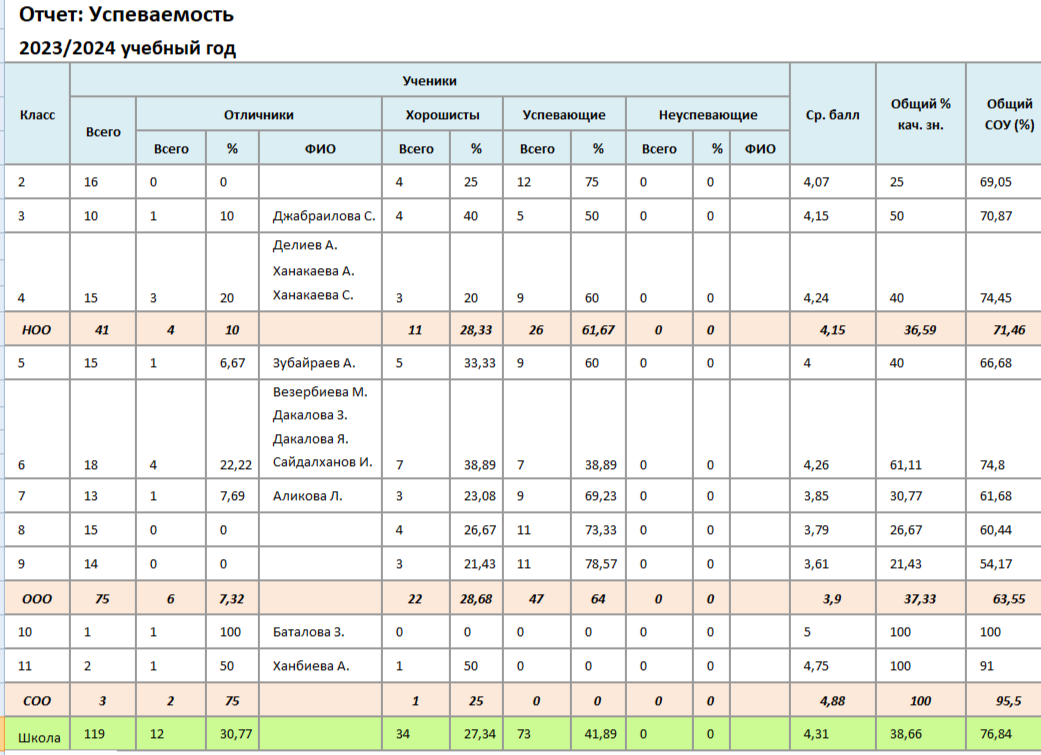 Отчет: Успеваемость
2023/2024 учебный год
Ученики
Класс Всего Отличники Хорошисты Успевающие Неуспевающие Ср. балл Общий % кач. зн. Общий СОУ (%)
Всего % ФИО Всего % Всего % Всего % ФИО
2 16 0 0 4 25 12 75 0 0 4,07 25 69,05
3 10 1 10 Джабраилова С. 4 40 5 50 0 0 4,15 50 70,87
Делиев А.
Ханакаева А.
4 15 3 20 Ханакаева С. 3 20 9 60 0 0 4,24 40 74,45
НОО 41 4 10 11 28,33 26 61,67 0 0 4,15 36,59 71,46
5 15 1 6,67 Зубайраев А. 5 33,33 9 60 0 0 4 40 66,68
Везербиева М.
Дакалова З.
Дакалова Я.
6 18 4 22,22 Сайдалханов И. 7 38,89 7 38,89 0 0 4,26 61,11 74,8
7 13 1 7,69 Аликова Л. 3 23,08 9 69,23 0 0 3,85 30,77 61,68
8 15 0 0 4 26,67 11 73,33 0 0 3,79 26,67 60,44
9 14 0 0 3 21,43 11 78,57 0 0 3,61 21,43 54,17
ООО 75 6 7,32 22 28,68 47 64 0 0 3,9 37,33 63,55
10 1 1 100 Баталова З. 0 0 0 0 0 0 5 100 100
11 2 1 50 Ханбиева А. 1 50 0 0 0 0 4,75 100 91
СОО 3 2 75 1 25 0 0 0 0 4,88 100 95,5
Школа 119 12 30,77 34 27,34 73 41,89 0 0 4,31 38,66 76,84